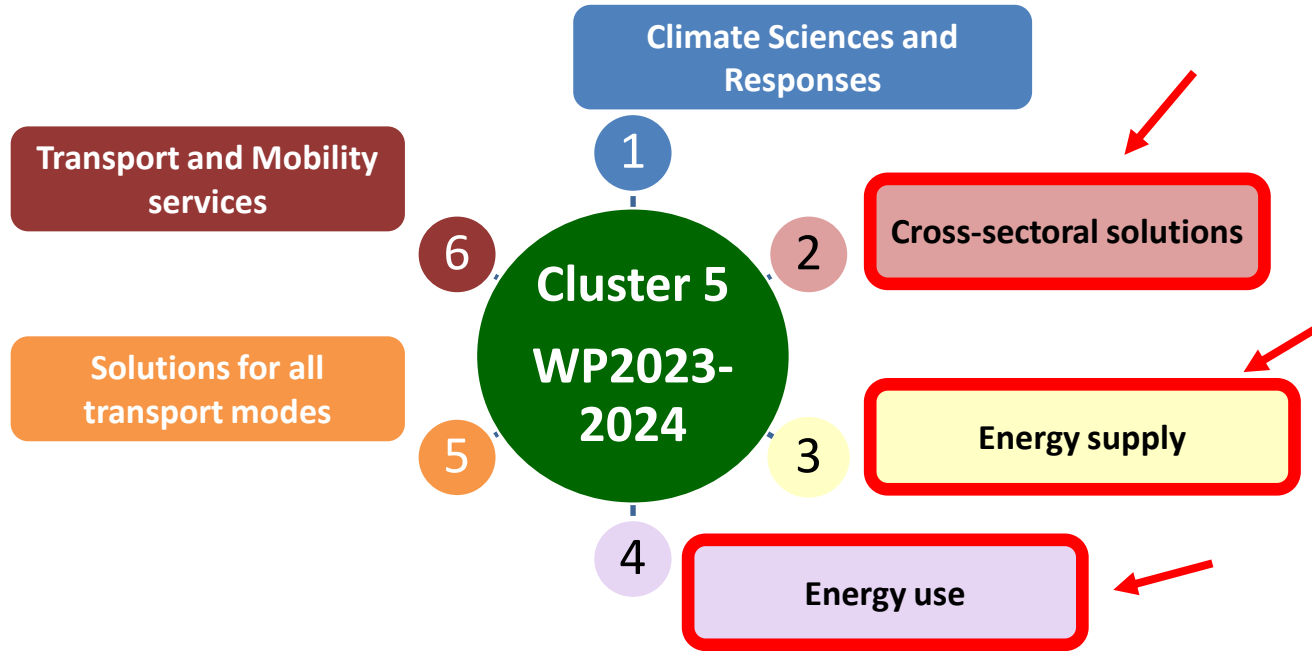 Climate Sciences and
Responses
1
Transport and Mobility
services
6
2
Cross-sectoral solutions
Cluster 5
WP2023-
2024
Solutions for all
transport modes
5
3
Energy supply
4
Energy use